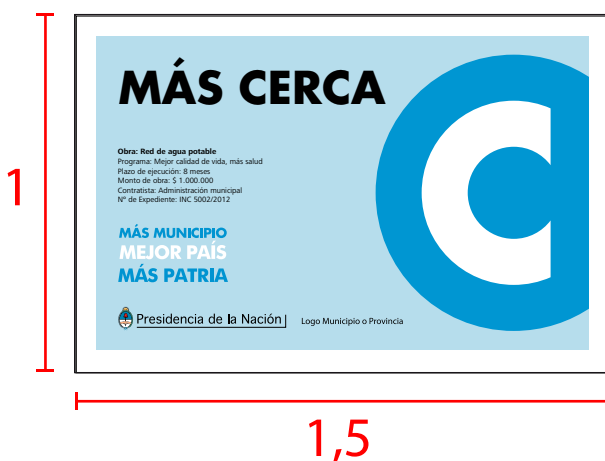 MÁS CERCA
C
Obra: Red de agua potable
Programa: Mejor calidad de vida, más salud
Plazo de ejecución: 8 meses
Monto de obra: $ 1.000.000
Contratista: Administración municipal
Nº de Expediente: INC 5002/2012
MÁS MUNICIPIO
MEJOR PAÍS
MÁS PATRIA
Presidencia de la Nación
Logo Municipio o Provincia
1
1,5